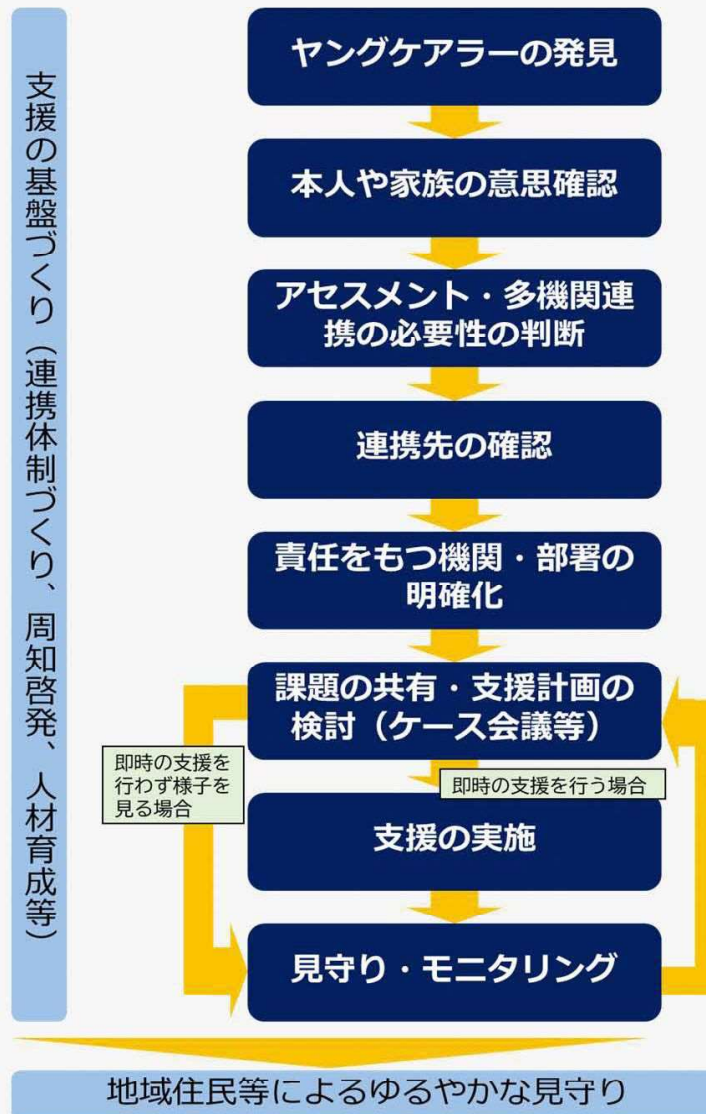 支援の基盤づくり（連携体制づくり、周知啓発、人材育成等）
ヤングケアラーの発見
本人や家族の意思確認
アセスメント・多機関連
携の必要性の判断
連携先の確認
責任をもつ機関・部署の
明確化
課題の共有・支援計画の
検討（ケース会議等）
即時の支援を
行わず様子を
見る場合
即時の支援を行う場合
支援の実施
見守り・モニタリング
地域住民等によるゆるやかな見守り